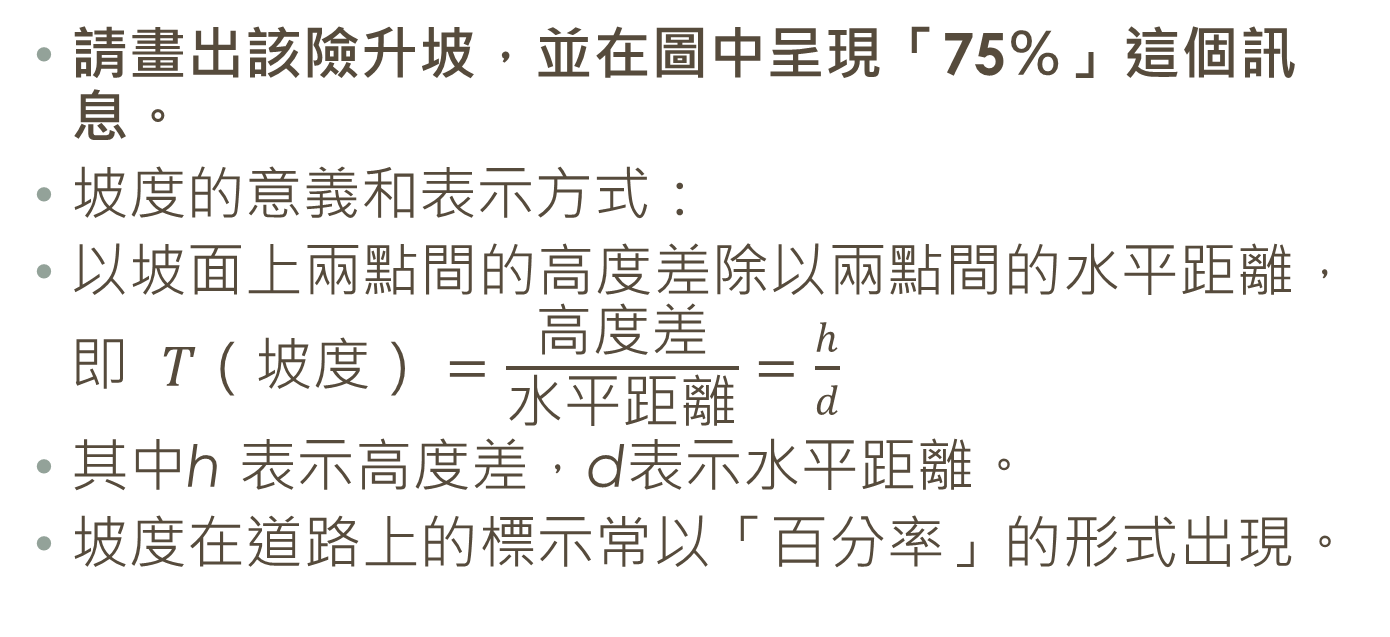 • 請畫出該險升坡，並在圖中呈現「75%」這個訊
息。
• 坡度的意義和表示方式：
• 以坡面上兩點間的高度差除以兩點間的水平距離，
即 T（坡度）= 高度差/水平距離 = h/d
• 其中h 表示高度差，d表示水平距離。
• 坡度在道路上的標示常以「百分率」的形式出現。